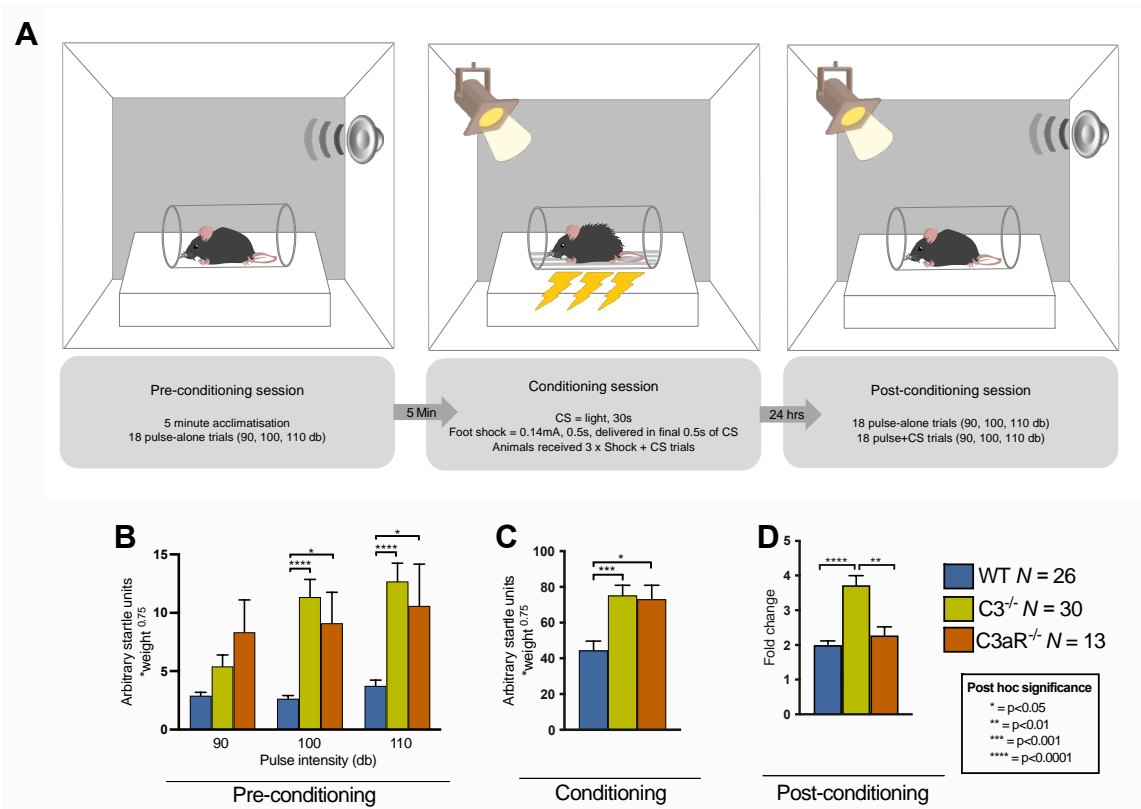 A
Pre-conditioning session
5 minute acclimatisation
18 pulse-alone trials (90, 100, 110 db)
5 Min
Conditioning session
CS = light, 30s
Foot shock = 0.14mA, 0.5s, delivered in final 0.5s of CS
Animals received 3 x Shock + CS trials
24 hrs
Post-conditioning session
18 pulse-alone trials (90, 100, 110 db)
18 pulse+CS trials (90, 100, 110 db)
B
Arbitrary startle units
*weight 0.75
15
10
5
0
*
****
*
****
90
100
110
Pulse intensity (db)
Pre-conditioning
C
Arbitrary startle units
*weight 0.75
100
80
60
40
20
0
*
***
Conditioning
D
Fold change
5
4
3
2
1
0
****
**
Post-conditioning
WT N = 26
C3-/- N = 30
C3aR-/- N = 13
Post hoc significance
* = p<0.05
** = p<0.01
*** = p<0.001
**** = p<0.0001